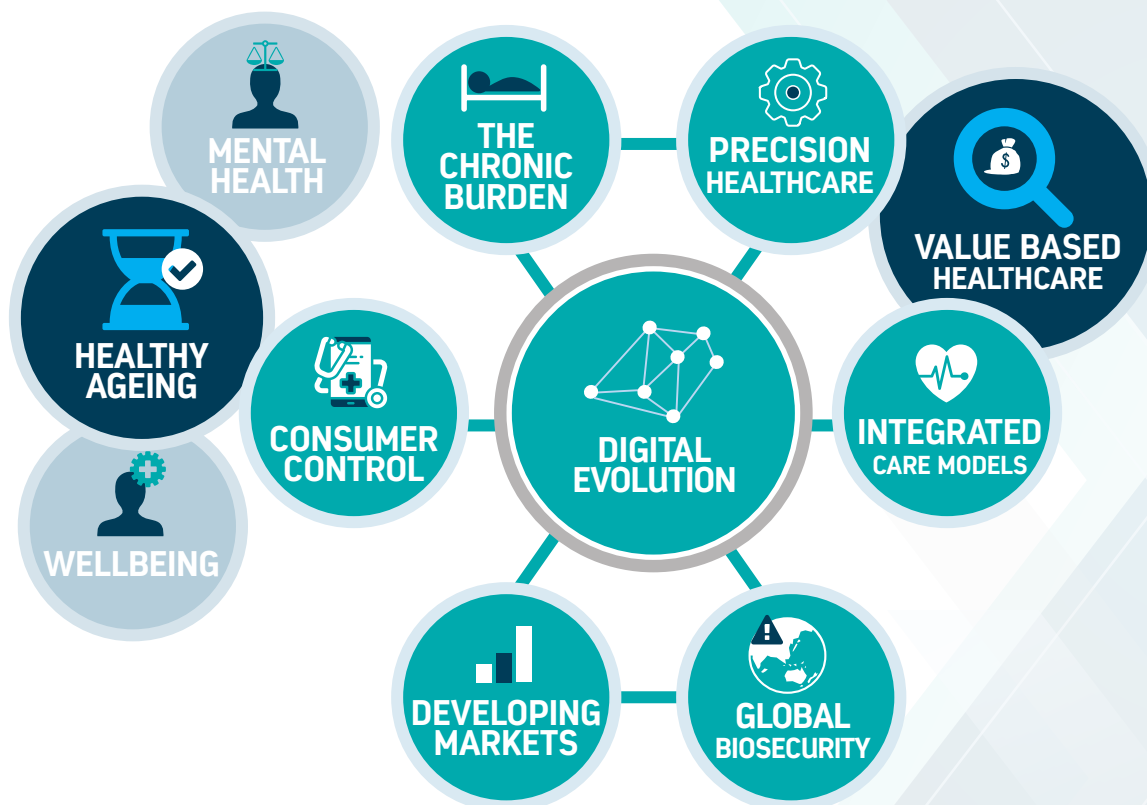 MENTAL
HEALTH
THE
CHRONIC
BURDEN
PRECISION
HEALTHCARE
$
VALUE BASED
HEALTHCARE
HEALTHY
AGEING
CONSUMER
CONTROL
DIGITAL
EVOLUTION
INTEGRATED
CARE MODELS
WELLBEING
DEVELOPING
MARKETS
!
GLOBAL
BIOSECURITY